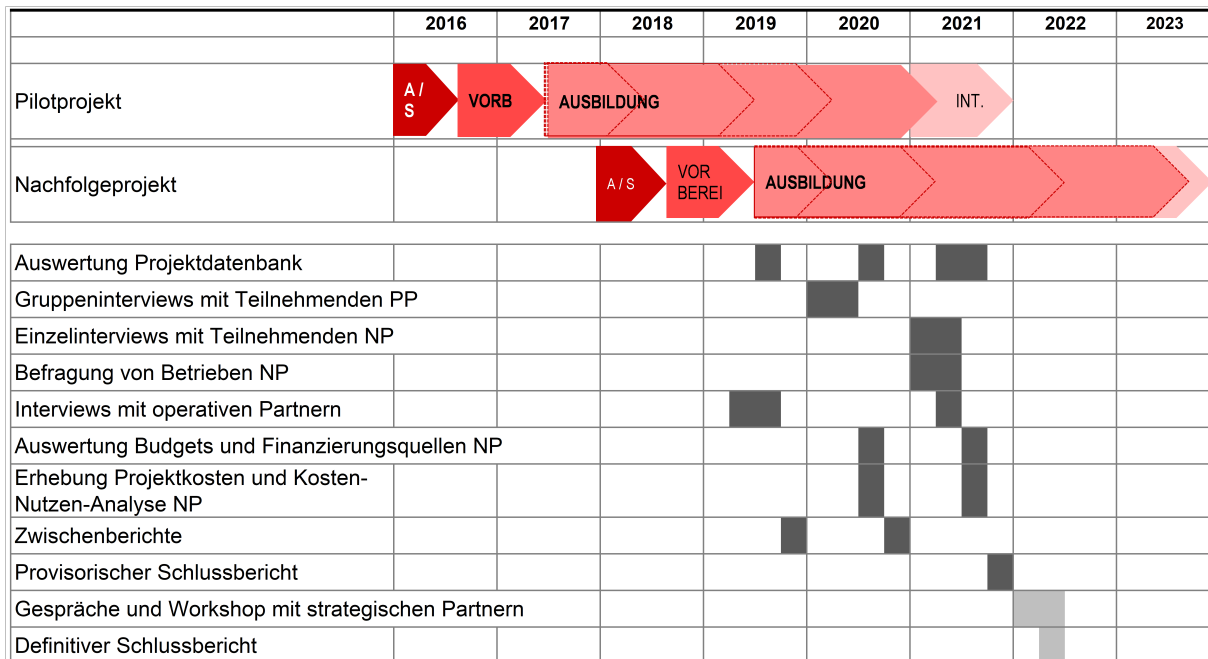 2016 2017 2018 2019 2020 2021 2022 2023
Pilotprojekt
A /
S
VORB
AUSBILDUNG
INT.
Nachfolgeprojekt
A / S
VOR
BEREI
AUSBILDUNG
Auswertung Projektdatenbank
Gruppeninterviews mit Teilnehmenden PP
Einzelinterviews mit Teilnehmenden NP
Befragung von Betrieben NP
Interviews mit operativen Partnern
Auswertung Budgets und Finanzierungsquellen NP
Erhebung Projektkosten und Kosten-
Nutzen-Analyse NP
Zwischenberichte
Provisorischer Schlussbericht
Gespräche und Workshop mit strategischen Partnern
Definitiver Schlussbericht